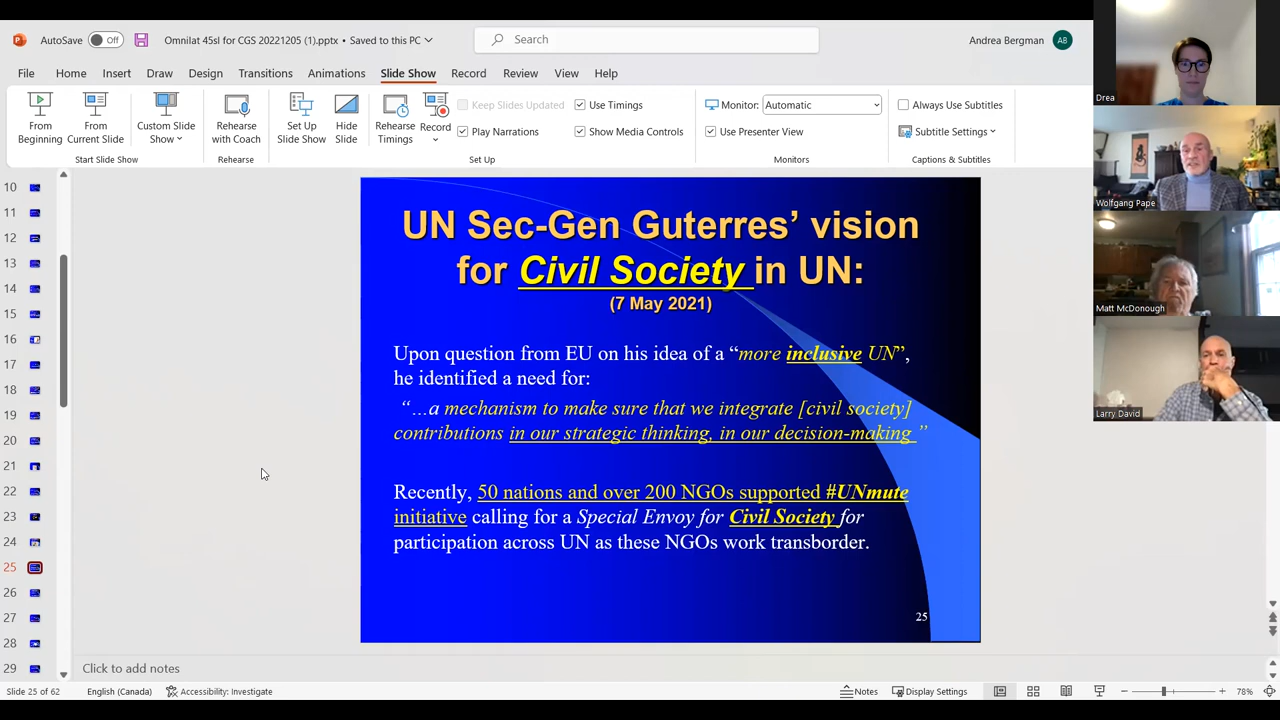 AutoSave
Off
Omnilat 45sl for CGS 20221205 (1).pptx • Saved to this PC
Search
Andrea Bergman
AB
File Home Insert Draw Design Transitions Animations Slide Show Record Review View Help
From Beginning
From Current Slide
Custom Slide Show
Start Slide Show
Rehearse with Coach
Rehearse
Set Up Slide Show
Hide Slide
Rehearse Timings
Record
Keep Slides Updated
Use Timings
Play Narrations
Show Media Controls
Set Up
Monitor: Automatic
Use Presenter View
Monitors
Always Use Subtitles
Subtitle Settings
Captions & Subtitles
10
11
12
13
14
15
16
17
18
19
20
21
22
23
24
25
26
27
28
29
UN Sec-Gen Guterres’ vision
for Civil Society in UN:
(7 May 2021)
Upon question from EU on his idea of a “more inclusive UN”,
he identified a need for:
“…a mechanism to make sure that we integrate [civil society]
contributions in our strategic thinking, in our decision-making ”
Recently, 50 nations and over 200 NGOs supported #UNmute
initiative calling for a Special Envoy for Civil Society for
participation across UN as these NGOs work transborder.
25
Drea
Wolfgang Pape
Matt McDonough
Larry David
Click to add notes
Slide 25 of 62
English (Canada)
Accessibility: Investigate
Notes
Display Settings
78%